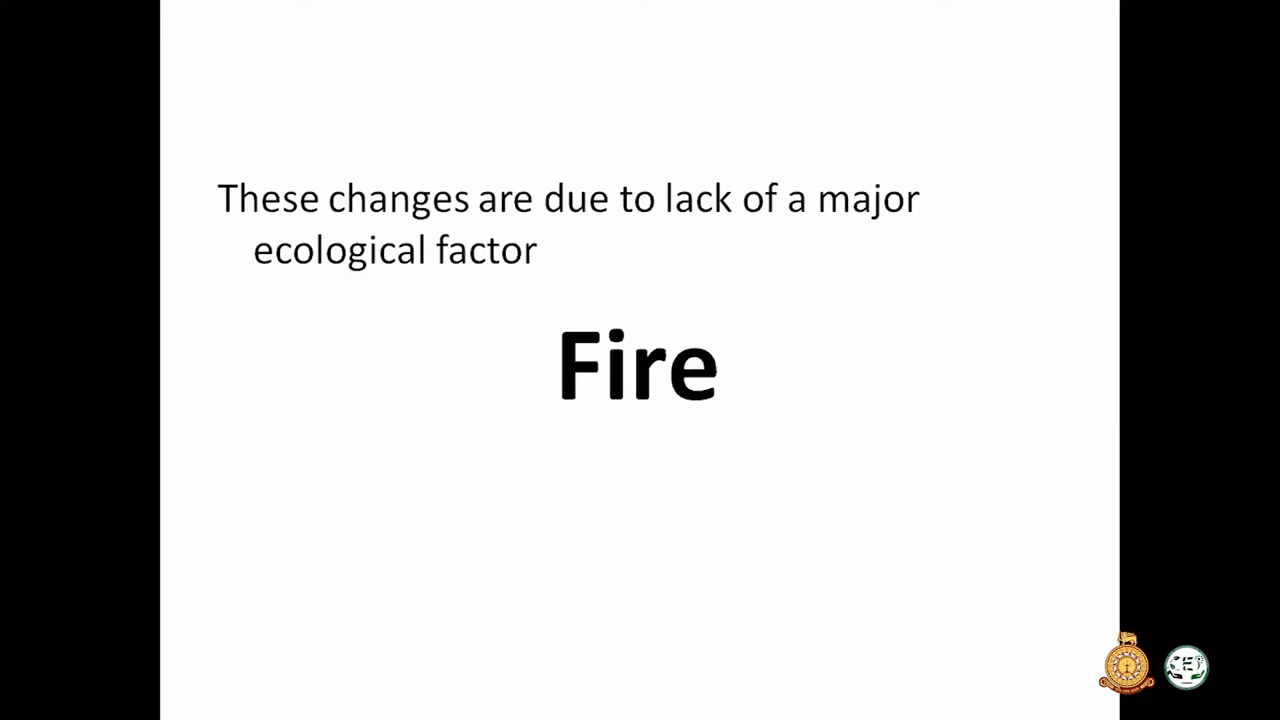 These changes are due to lack of a major
ecological factor
Fire